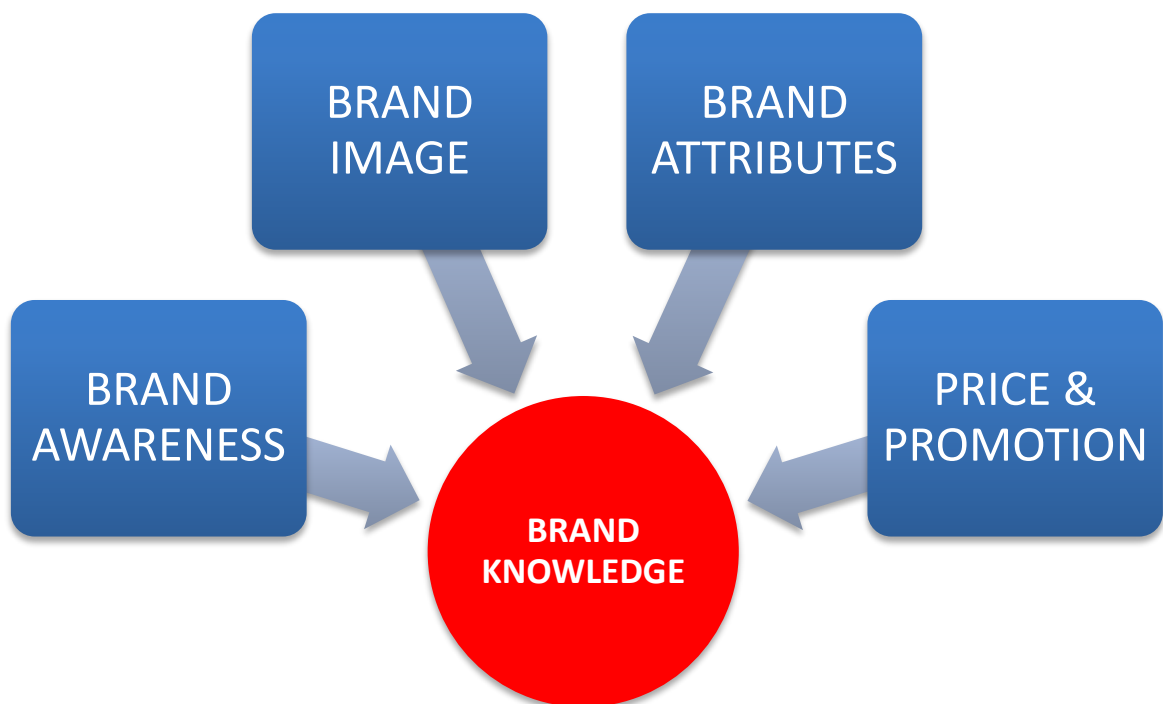 BRAND
IMAGE
BRAND
ATTRIBUTES
BRAND
AWARENESS
PRICE &
PROMOTION
BRAND
KNOWLEDGE